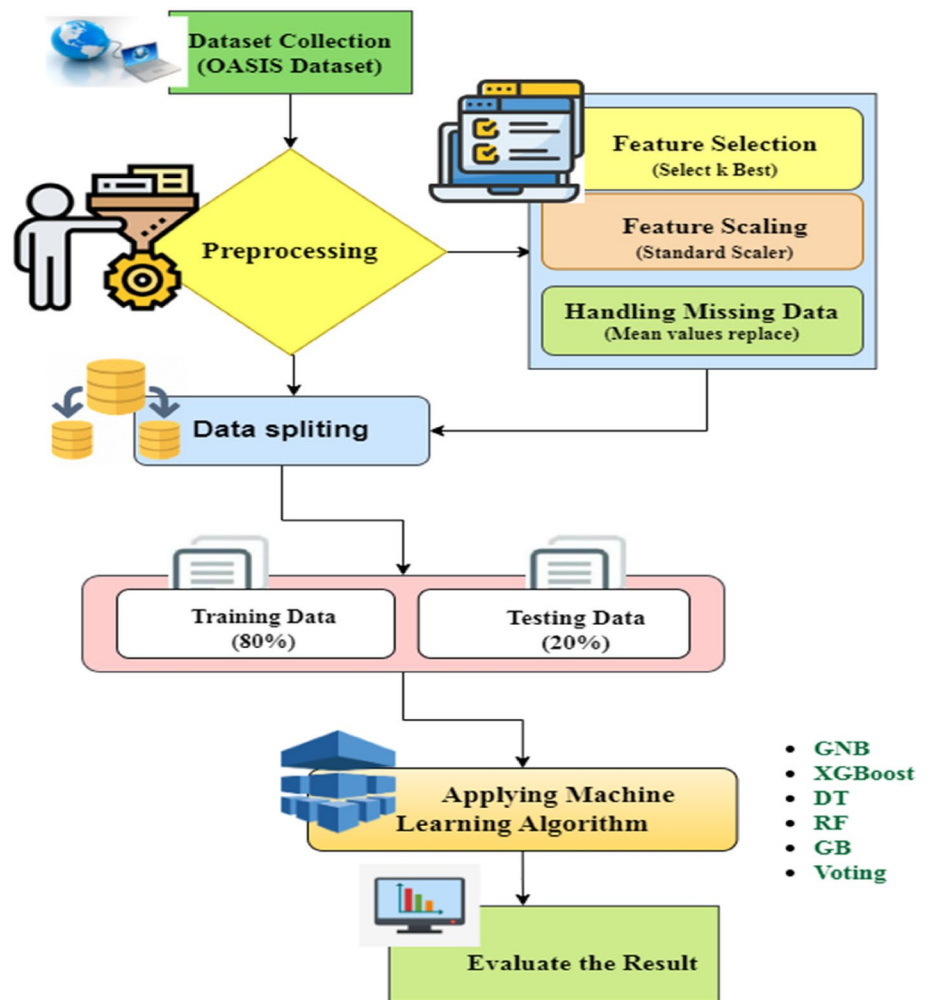 Dataset Collection
(OASIS Dataset)
Preprocessing
Feature Selection
(Select k Best)
Feature Scaling
(Standard Scaler)
Handling Missing Data
(Mean values replace)
Data spliting
Training Data
(80%)
Testing Data
(20%)
Applying Machine
Learning Algorithm
• GNB
• XGBoost
• DT
• RF
• GB
• Voting
Evaluate the Result